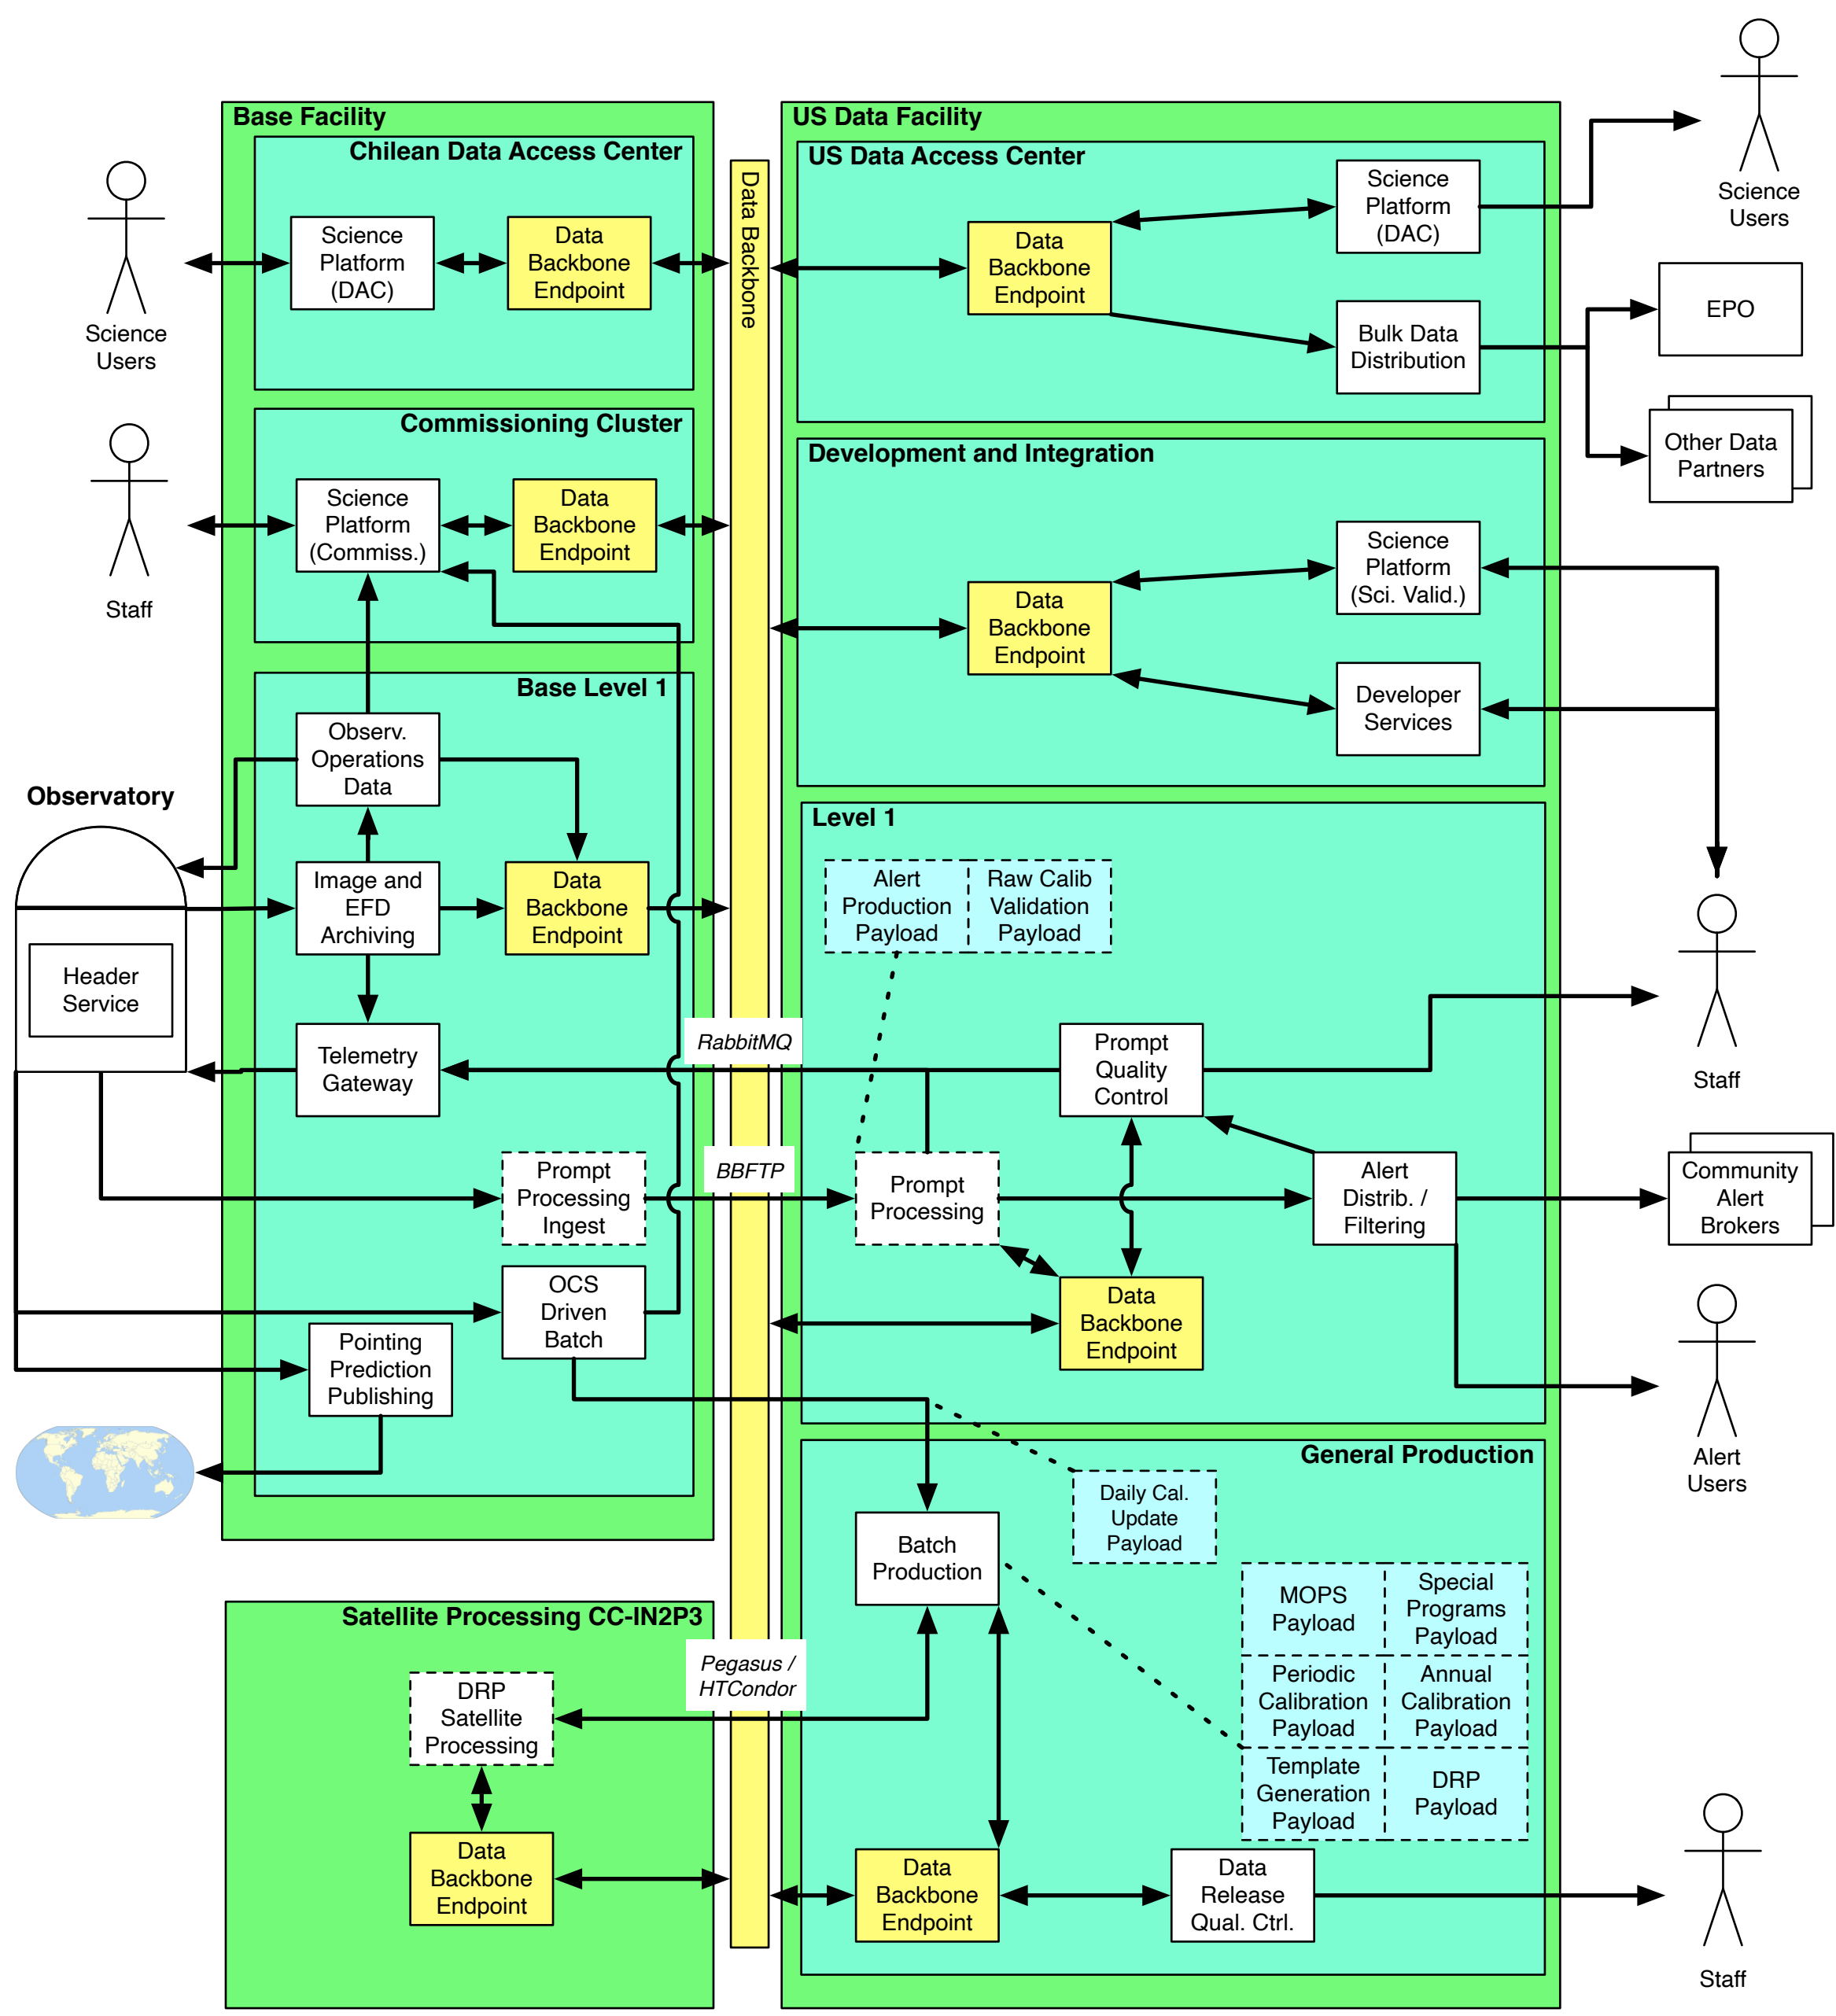 Base Facility
Chilean Data Access Center
Science
Platform
(DAC)
Data
Backbone
Endpoint
Science
Users
Commissioning Cluster
Science
Platform
(Commiss.)
Data
Backbone
Endpoint
Staff
Base Level 1
Observ.
Operations
Data
Image and
EFD
Archiving
Data
Backbone
Endpoint
Telemetry
Gateway
Prompt
Processing
Ingest
OCS
Driven
Batch
Pointing
Prediction
Publishing
Observatory
Header
Service
Satellite Processing CC-IN2P3
DRP
Satellite
Processing
Data
Backbone
Endpoint
Data Backbone
RabbitMQ
BBFTP
Pegasus /
HTCondor
US Data Facility
US Data Access Center
Data
Backbone
Endpoint
Science
Platform
(DAC)
Bulk Data
Distribution
Science
Users
EPO
Other Data
Partners
Development and Integration
Data
Backbone
Endpoint
Science
Platform
(Sci. Valid.)
Developer
Services
Level 1
Alert
Production
Payload
Raw Calib
Validation
Payload
Prompt
Quality
Control
Prompt
Processing
Alert
Distrib. /
Filtering
Data
Backbone
Endpoint
Staff
Community
Alert
Brokers
Alert
Users
General Production
Daily Cal.
Update
Payload
Batch
Production
MOPS
Payload
Special
Programs
Payload
Periodic
Calibration
Payload
Annual
Calibration
Payload
Template
Generation
Payload
DRP
Payload
Data
Backbone
Endpoint
Data
Release
Qual. Ctrl.
Staff